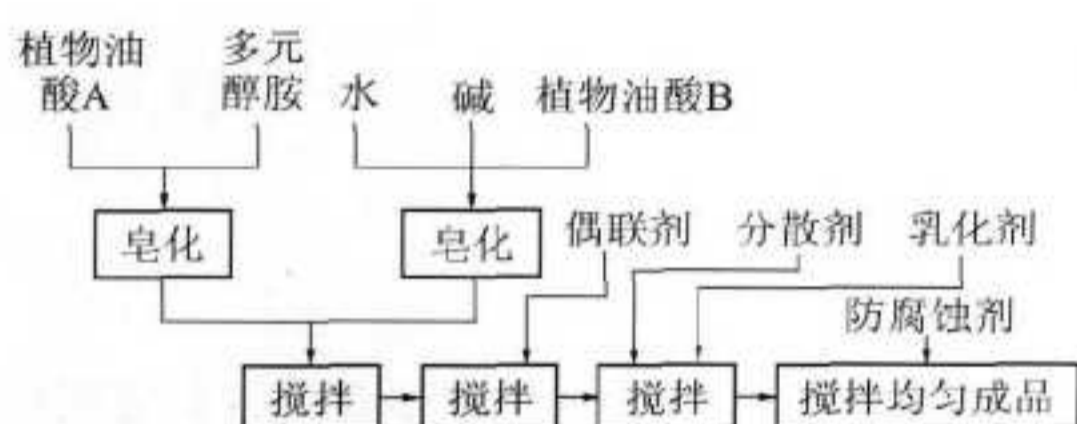 植物油
酸A
多元
醇胺
水
碱
植物油酸B
皂化
皂化
偶联剂
分散剂
乳化剂
防腐蚀剂
搅拌
搅拌
搅拌
搅拌均匀成品